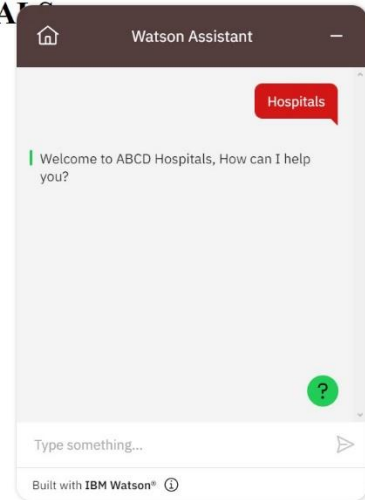 Watson Assistant
Hospitals
Welcome to ABCD Hospitals, How can I help
you?
?
Type something...
Built with IBM Watson®